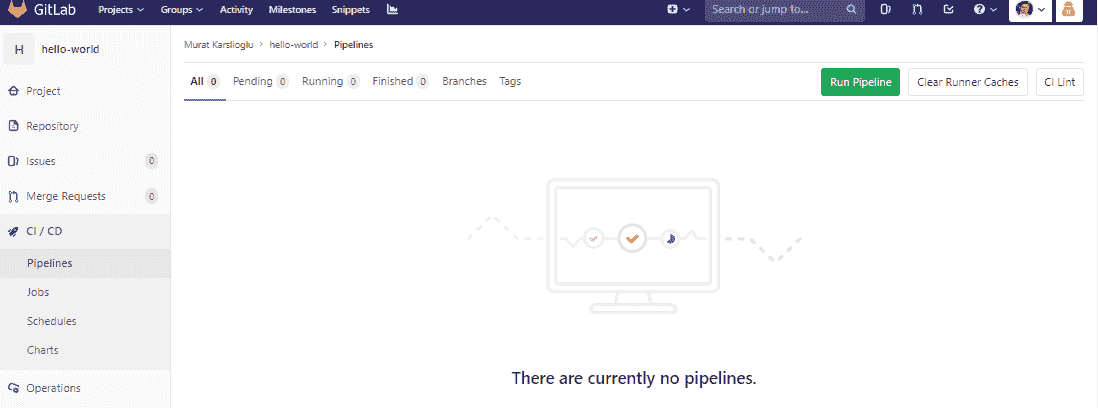 GitLab Projects Groups Activity Milestones Snippets Search or jump to...
H hello-world
Murat Karslioglu > hello-world > Pipelines
All 0 Pending 0 Running 0 Finished 0 Branches Tags Run Pipeline Clear Runner Caches CI Lint
Project
Repository
Issues 0
Merge Requests 0
CI / CD
Pipelines
Jobs
Schedules
Charts
Operations
There are currently no pipelines.